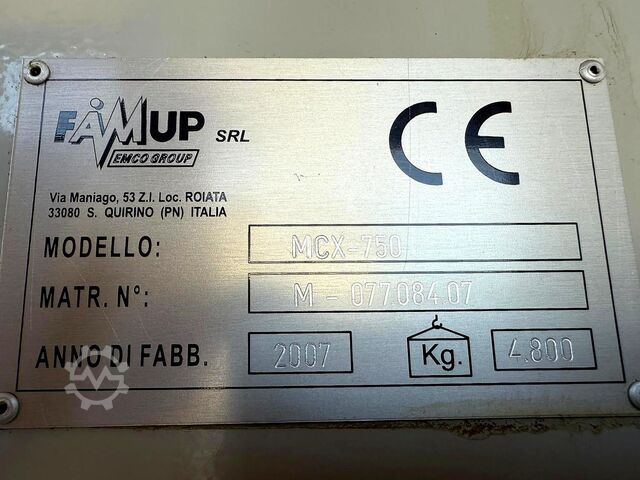 FAMUP SRL
EMCO GROUP
CE
Via Maniago, 53 Z.I. Loc. ROIATA
33080 S. QUIRINO (PN) ITALIA
MODELLO: MCX-750
MATR. N°: M - 077.084.07
ANNO DI FABB. 2007 Kg. 4.800